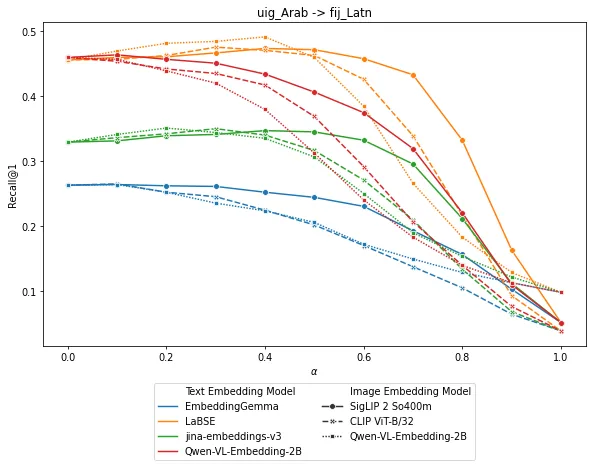 uig_Arab -> fij_Latn
0.5
0.4
0.3
0.2
0.1
Recall@1
0.0 0.2 0.4 0.6 0.8 1.0
α
Text Embedding Model Image Embedding Model
EmbeddingGemma SigLIP 2 So400m
LaBSE CLIP ViT-B/32
jina-embeddings-v3 Qwen-VL-Embedding-2B
Qwen-VL-Embedding-2B